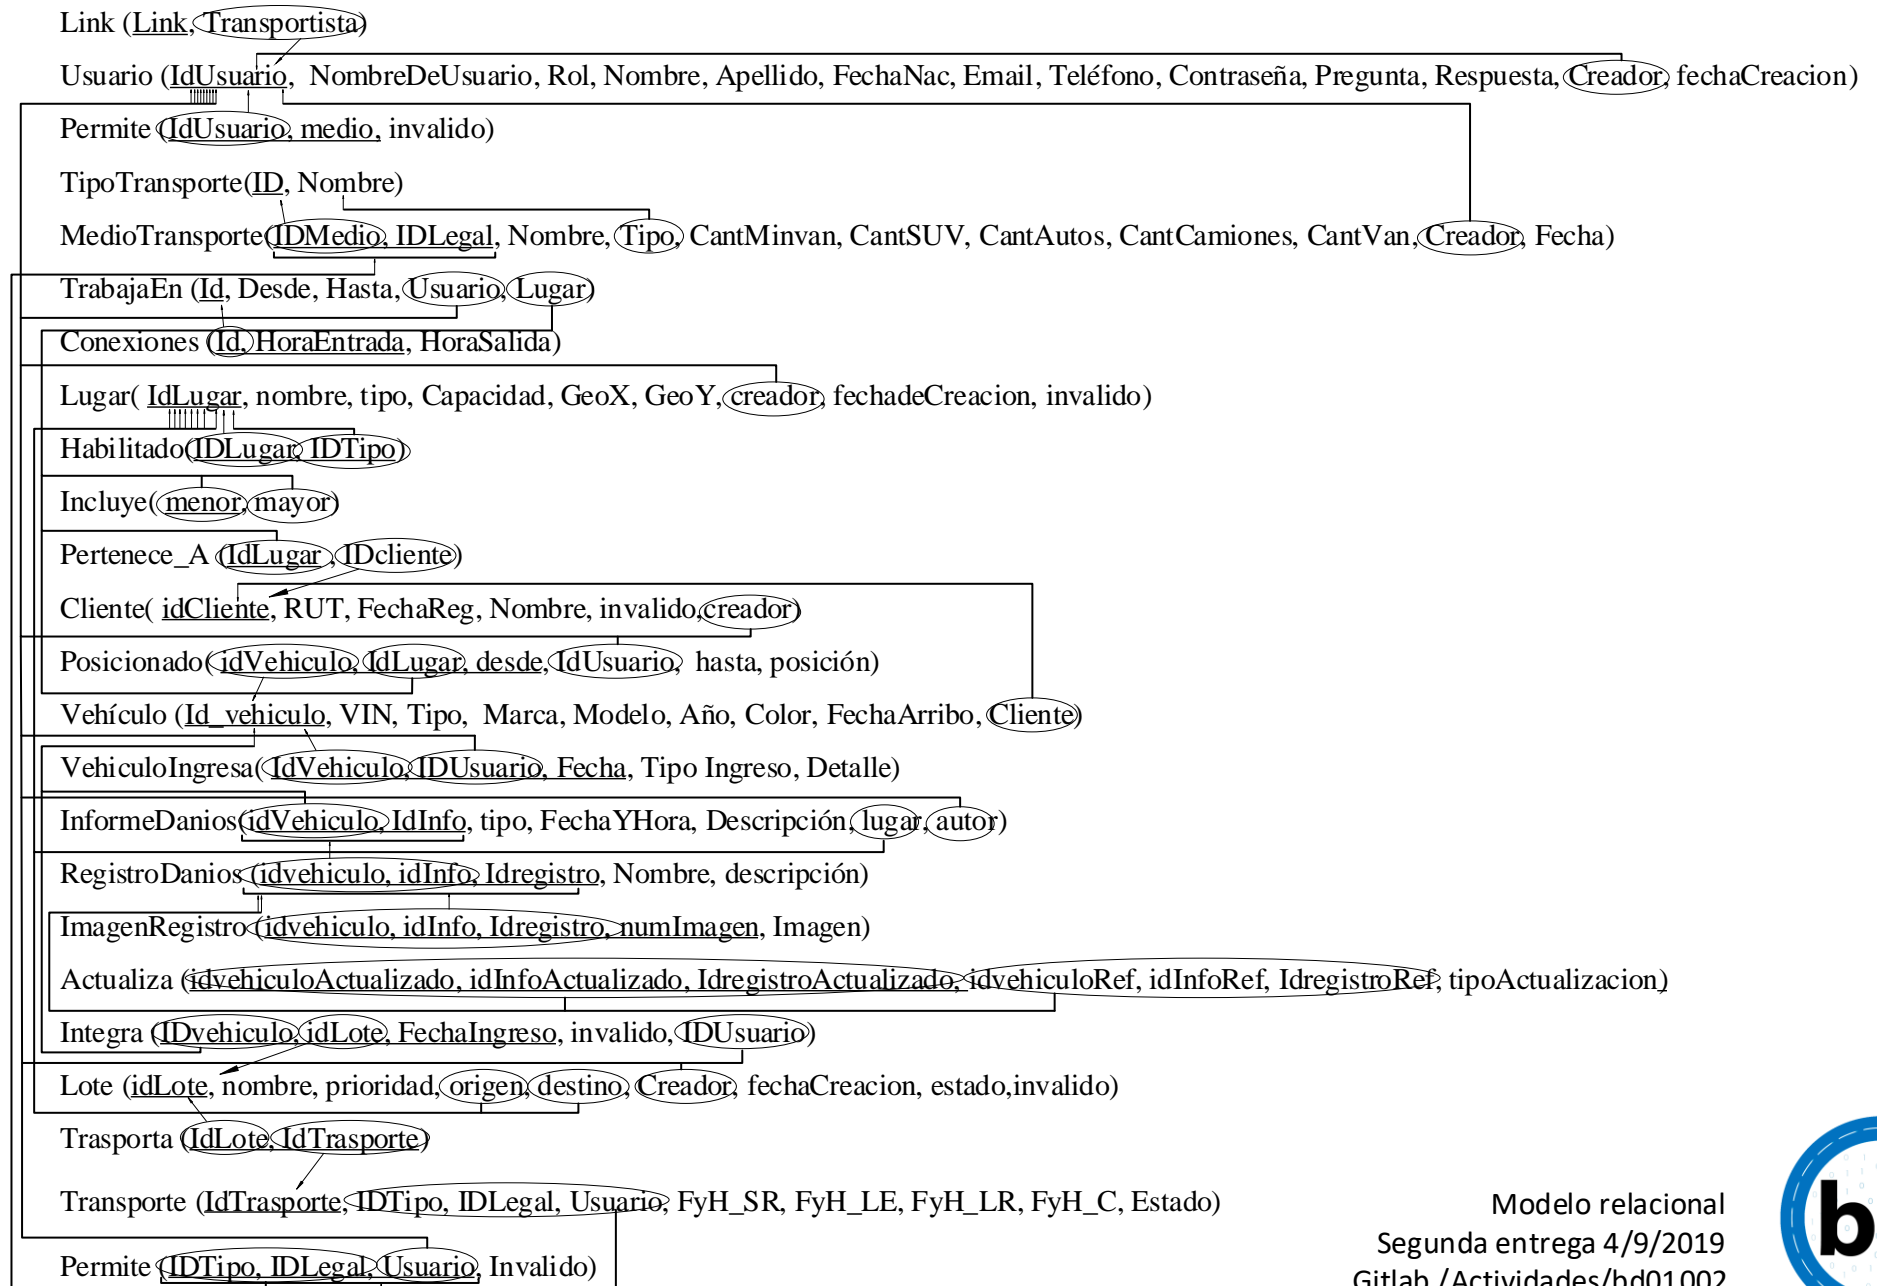 Link (Link, Transportista)
Usuario (IdUsuario, NombreDeUsuario, Rol, Nombre, Apellido, FechaNac, Email, Teléfono, Contraseña, Pregunta, Respuesta, Creador, fechaCreacion)
Permite (IdUsuario, medio, invalido)
TipoTransporte(ID, Nombre)
MedioTransporte(IDMedio, IDLegal, Nombre, Tipo, CantMinvan, CantSUV, CantAutos, CantCamiones, CantVan, Creador, Fecha)
TrabajaEn (Id, Desde, Hasta, Usuario, Lugar)
Conexiones (Id, HoraEntrada, HoraSalida)
Lugar( IdLugar, nombre, tipo, Capacidad, GeoX, GeoY, creador, fechadeCreacion, invalido)
Habilitado(IDLugar, IDTipo)
Incluye( menor, mayor)
Pertenece_A (IdLugar, IDcliente)
Cliente( idCliente, RUT, FechaReg, Nombre, invalido,creador)
Posicionado( idVehiculo, IdLugar, desde, IdUsuario, hasta, posición)
Vehículo (Id_vehiculo, VIN, Tipo, Marca, Modelo, Año, Color, FechaArribo, Cliente)
VehiculoIngresa( IdVehiculo, IDUsuario, Fecha, Tipo Ingreso, Detalle)
InformeDanios(idVehiculo, IdInfo, tipo, FechaYHora, Descripción, lugar, autor)
RegistroDanios (idvehiculo, idInfo, Idregistro, Nombre, descripción)
ImagenRegistro (idvehiculo, idInfo, Idregistro, numImagen, Imagen)
Actualiza (idvehiculoActualizado, idInfoActualizado, IdregistroActualizado, idvehiculoRef, idInfoRef, IdregistroRef, tipoActualizacion)
Integra (IDvehiculo, idLote, FechaIngreso, invalido, IDUsuario)
Lote (idLote, nombre, prioridad, origen, destino, Creador, fechaCreacion, estado,invalido)
Trasporta (IdLote, IdTrasporte)
Transporte (IdTrasporte, IDTipo, IDLegal, Usuario, FyH_SR, FyH_LE, FyH_LR, FyH_C, Estado)
Permite (IDTipo, IDLegal, Usuario, Invalido)
Modelo relacional
Segunda entrega 4/9/2019
Gitlab /Actividades/bd01002
b